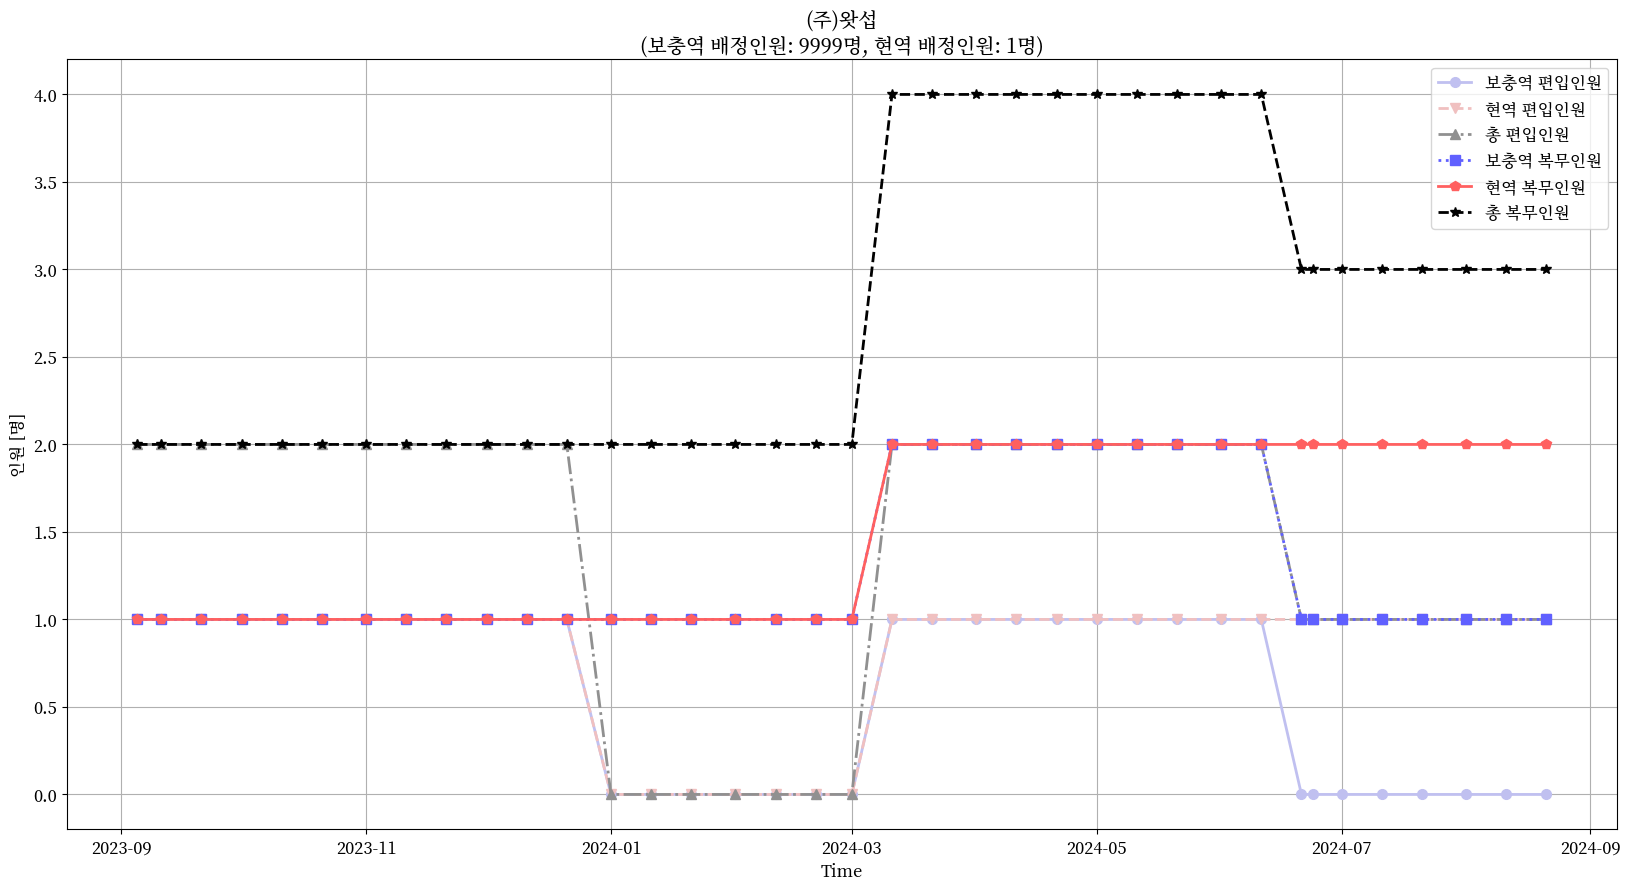 (주)왓섭
(보충역 배정인원: 9999명, 현역 배정인원: 1명)
보충역 편입인원
현역 편입인원
총 편입인원
보충역 복무인원
현역 복무인원
총 복무인원
인원 [명]
4.0
3.5
3.0
2.5
2.0
1.5
1.0
0.5
0.0
2023-09 2023-11 2024-01 2024-03 2024-05 2024-07 2024-09
Time